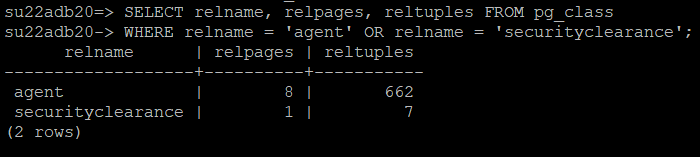 su22adb20=> SELECT relname, relpages, reltuples FROM pg_class
su22adb20-> WHERE relname = 'agent' OR relname = 'securityclearance';
      relname      | relpages | reltuples
-------------------+----------+-----------
 agent             |        8 |       662
 securityclearance |        1 |         7
(2 rows)